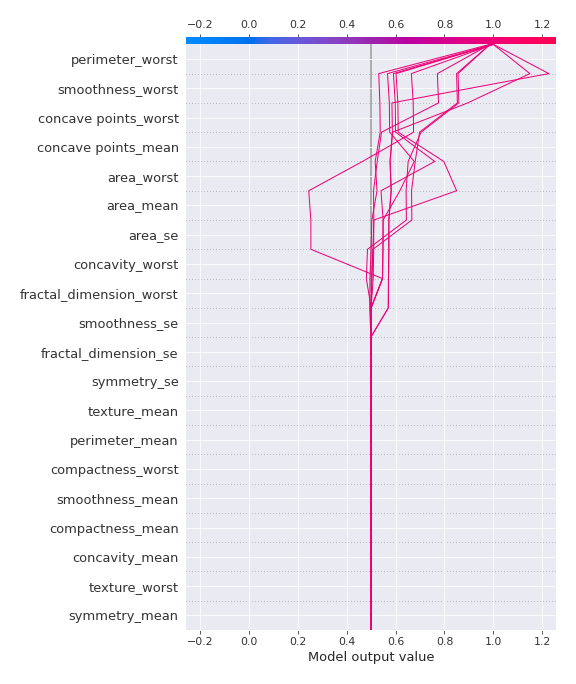 −0.2 0.0 0.2 0.4 0.6 0.8 1.0 1.2
perimeter_worst
smoothness_worst
concave points_worst
concave points_mean
area_worst
area_mean
area_se
concavity_worst
fractal_dimension_worst
smoothness_se
fractal_dimension_se
symmetry_se
texture_mean
perimeter_mean
compactness_worst
smoothness_mean
compactness_mean
concavity_mean
texture_worst
symmetry_mean
−0.2 0.0 0.2 0.4 0.6 0.8 1.0 1.2
Model output value